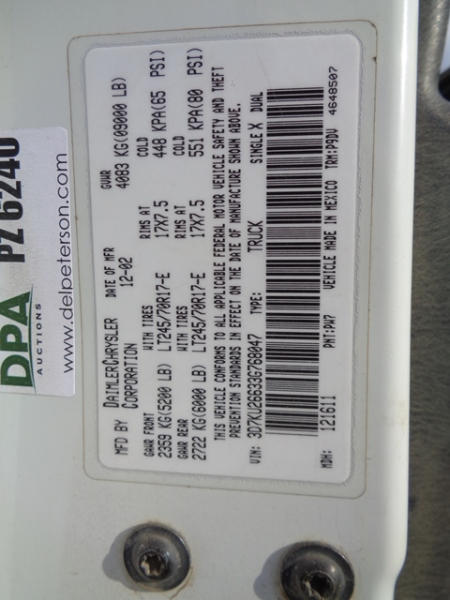 MFD BY DAIMLERCHRYSLER CORPORATION DATE OF MFR 12-02 GVWR 4083 KG(09000 LB)
GAWR FRONT WITH TIRES RIMS AT COLD
2359 KG(5200 LB) LT245/70R17-E 17X7.5 448 KPA(65 PSI)
GAWR REAR WITH TIRES RIMS AT COLD
2722 KG(6000 LB) LT245/70R17-E 17X7.5 551 KPA(80 PSI)
THIS VEHICLE CONFORMS TO ALL APPLICABLE FEDERAL MOTOR VEHICLE SAFETY AND THEFT
PREVENTION STANDARDS IN EFFECT ON THE DATE OF MANUFACTURE SHOWN ABOVE.
VIN: 3D7KU26633G768047 TYPE: TRUCK SINGLE X DUAL
MDH: 121611 PNT:PW7 VEHICLE MADE IN MEXICO TRM:P9DV 4648507
DPA PZ 6240
AUCTIONS
www.delpeterson.com